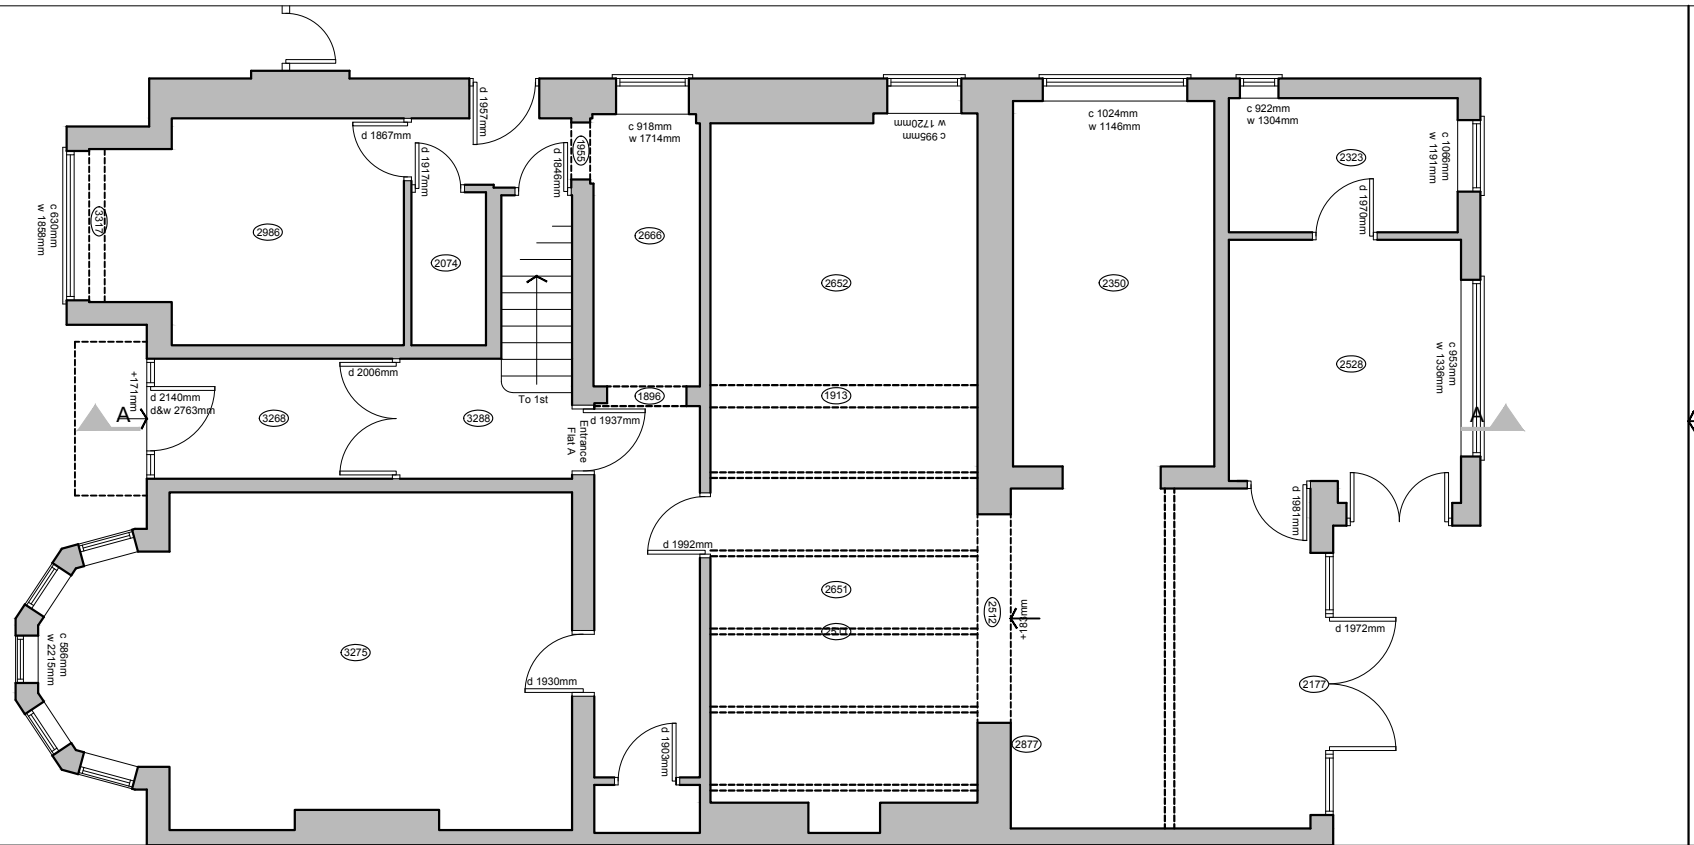 d 1957mm
d 1867mm
d 1917mm
d 1846mm
1955
c 918mm
w 1714mm
c 995mm
w 1720mm
c 1024mm
w 1146mm
c 922mm
w 1304mm
c 1066mm
w 1191mm
2323
d 1970mm
c 630mm
w 1858mm
3317
2986
2074
2666
2652
2350
2528
c 953mm
w 1336mm
+171mm
d 2140mm
d&w 2763mm
d 2006mm
To 1st
1896
1913
A
3268
3288
Entrance
Flat A
d 1937mm
A
d 1981mm
d 1992mm
2651
2512
+183mm
c 586mm
w 2215mm
3275
d 1930mm
d 1972mm
2177
d 1903mm
2877